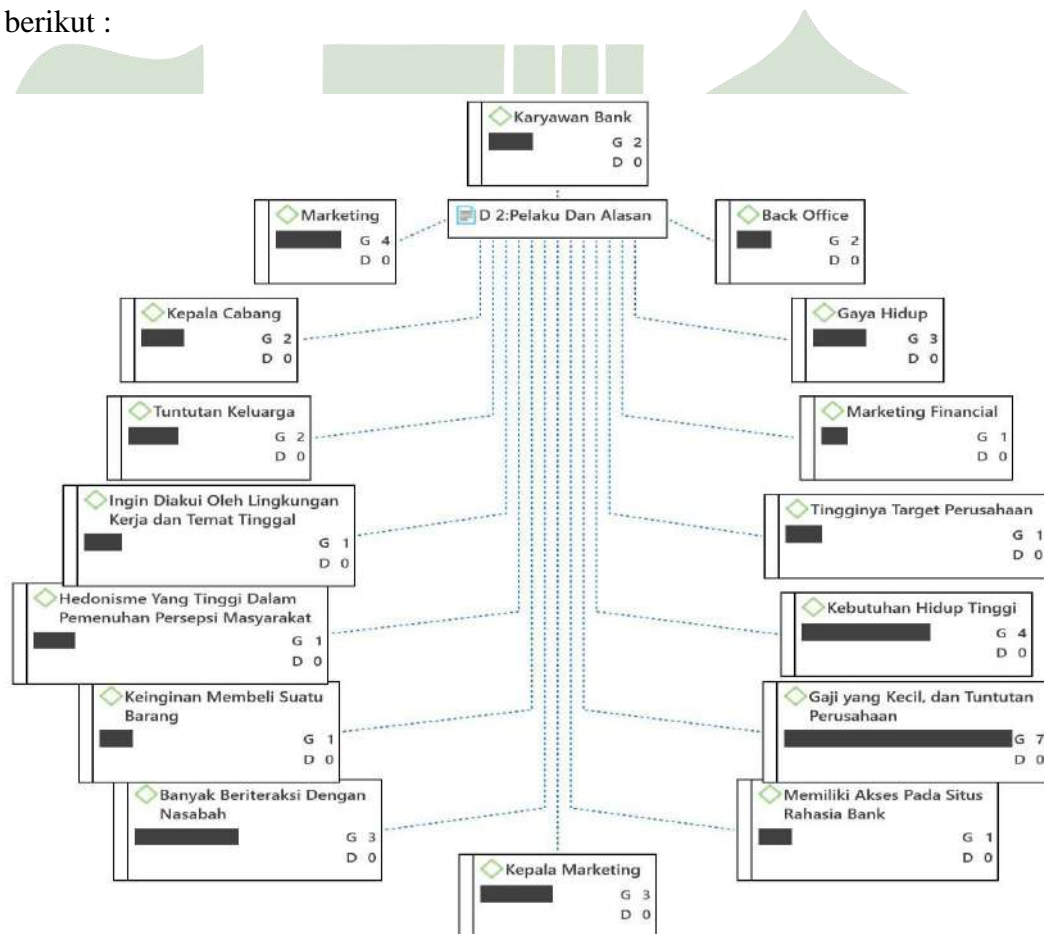 berikut :
Karyawan Bank
G 2
D 0
D 2:Pelaku Dan Alasan
Marketing
G 4
D 0
Back Office
G 2
D 0
Kepala Cabang
G 2
D 0
Gaya Hidup
G 3
D 0
Tuntutan Keluarga
G 2
D 0
Marketing Financial
G 1
D 0
Ingin Diakui Oleh Lingkungan
Kerja dan Temat Tinggal
G 1
D 0
Tingginya Target Perusahaan
G 1
D 0
Hedonisme Yang Tinggi Dalam
Pemenuhan Persepsi Masyarakat
G 1
D 0
Kebutuhan Hidup Tinggi
G 4
D 0
Keinginan Membeli Suatu
Barang
G 1
D 0
Gaji yang Kecil, dan Tuntutan
Perusahaan
G 7
D 0
Banyak Beriteraksi Dengan
Nasabah
G 3
D 0
Memiliki Akses Pada Situs
Rahasia Bank
G 1
D 0
Kepala Marketing
G 3
D 0